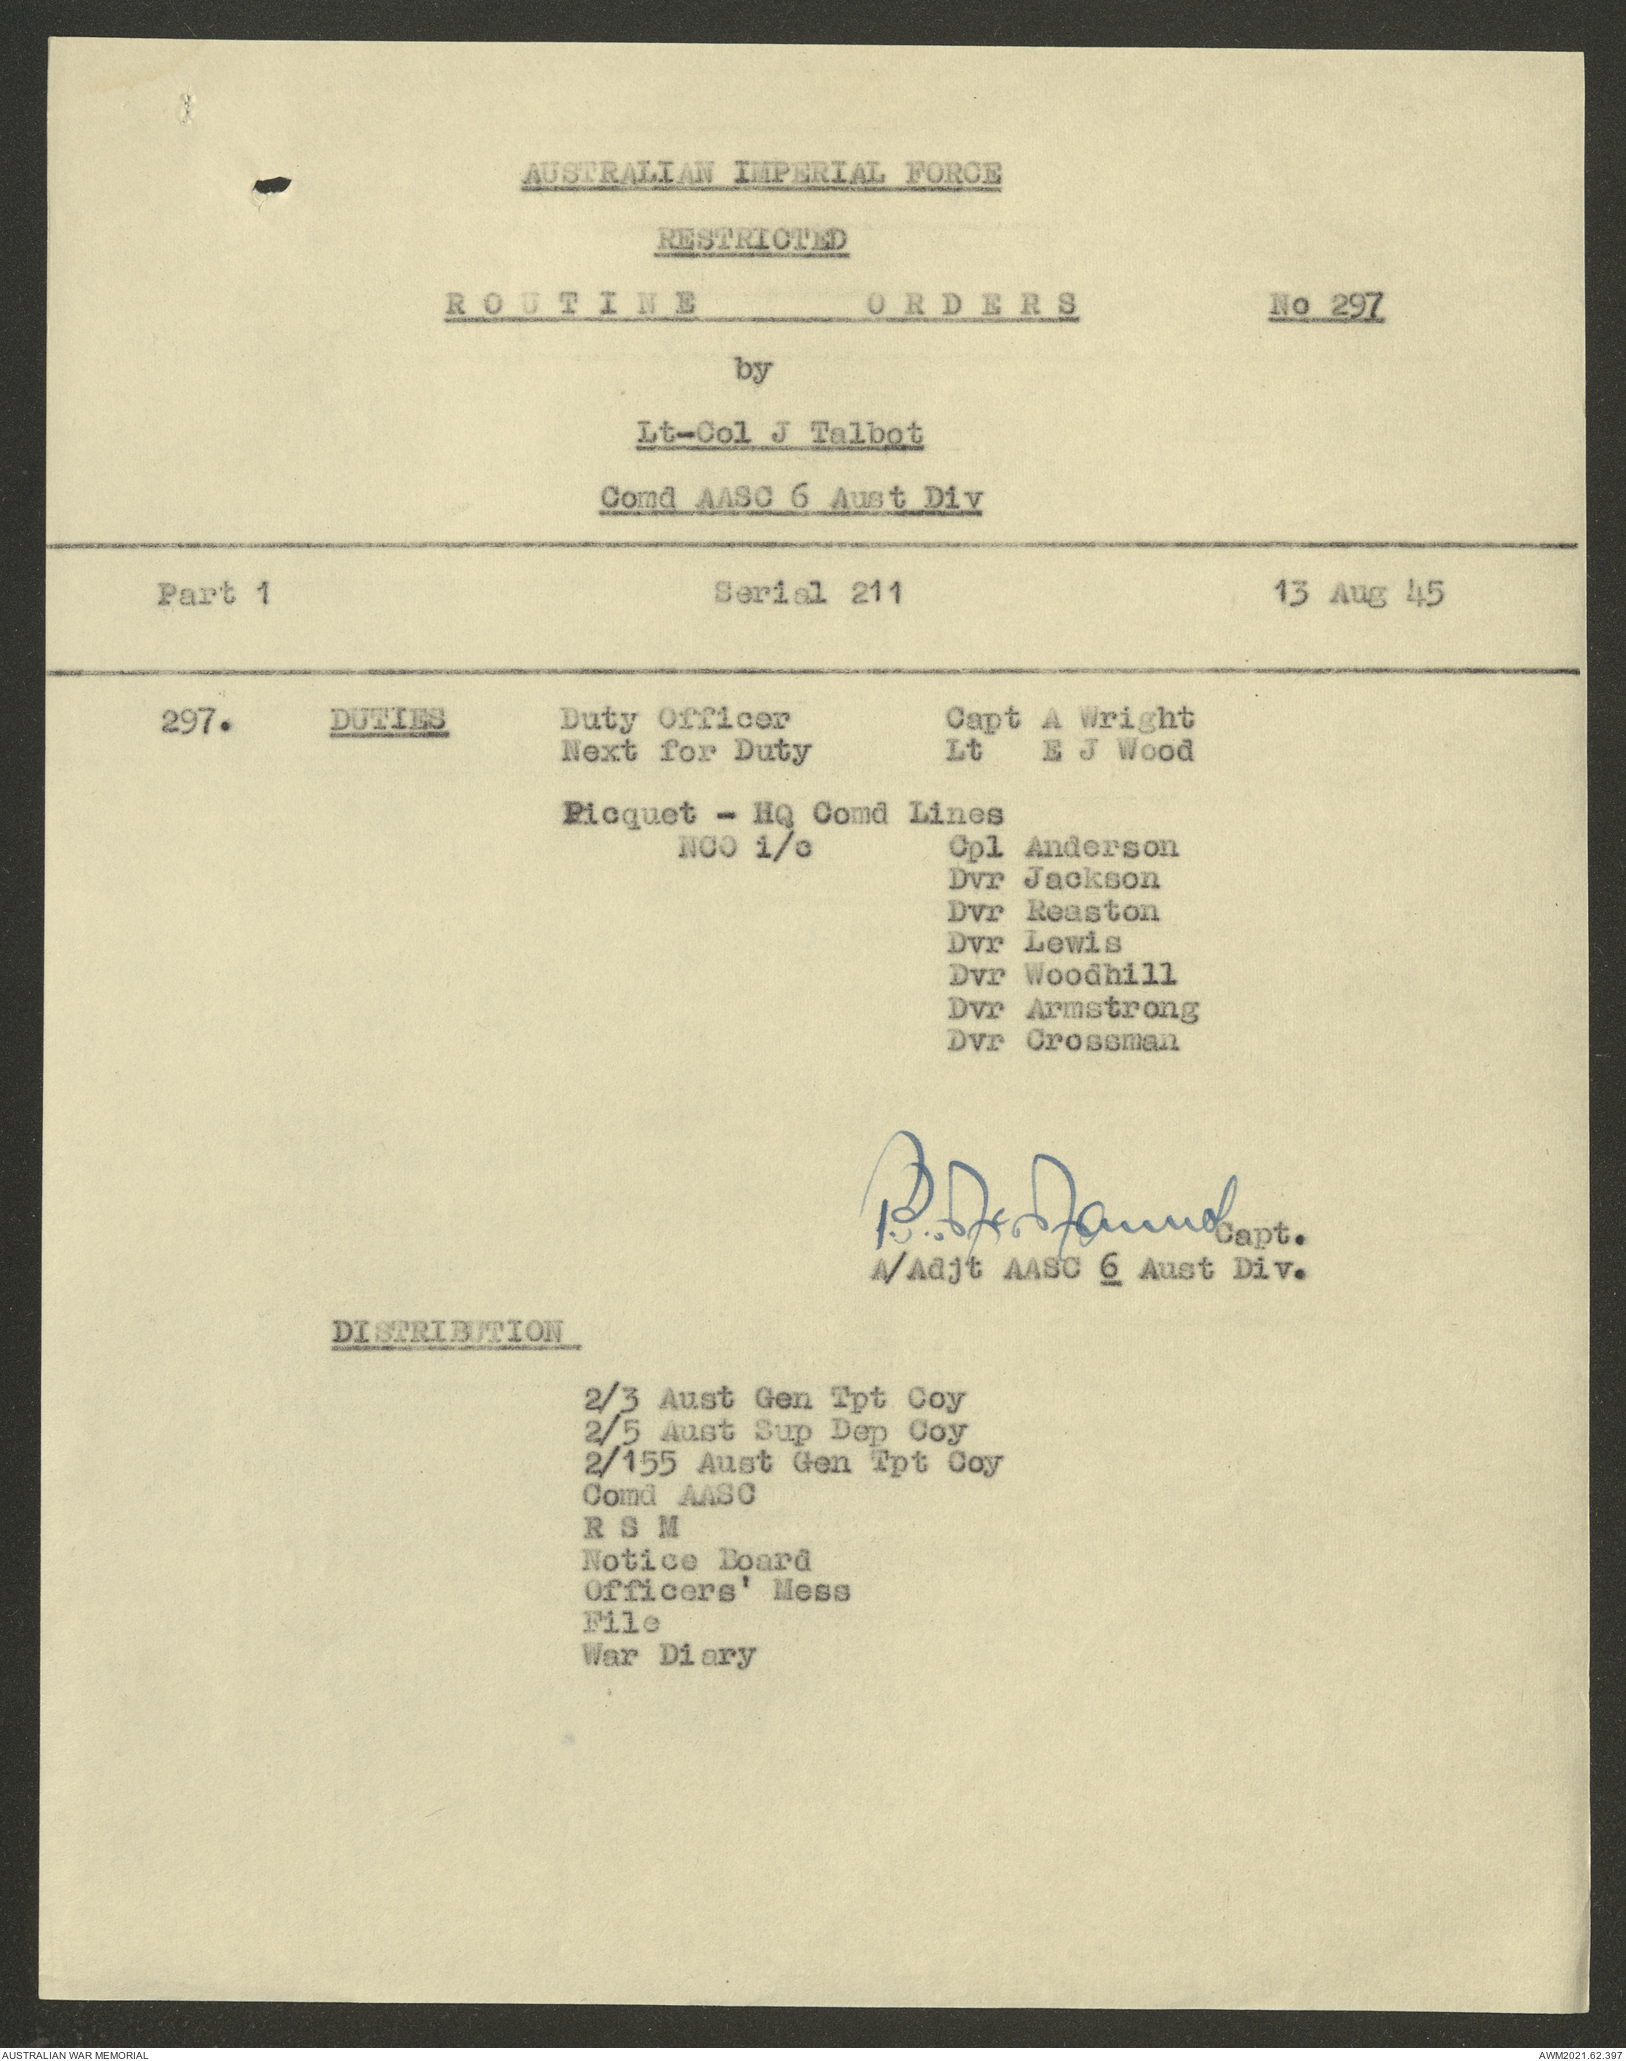 AUSTRALIAN IMPERIAL FORCE
RESTRICTED
R O U T I N E O R D E R S No 297
by
Lt-Col J Talbot
Comd AASC 6 Aust Div
Part 1 Serial 211 13 Aug 45
297. DUTIES Duty Officer Capt A Wright
Next for Duty Lt E J Wood
Picquet - HQ Comd Lines
NCO i/c Cpl Anderson
Dvr Jackson
Dvr Reaston
Dvr Lewis
Dvr Woodhill
Dvr Armstrong
Dvr Crossman
Capt.
A/Adjt AASC 6 Aust Div.
DISTRIBUTION
2/3 Aust Gen Tpt Coy
2/5 Aust Sup Dep Coy
2/155 Aust Gen Tpt Coy
Comd AASC
R S M
Notice Board
Officers' Mess
File
War Diary
AUSTRALIAN WAR MEMORIAL AWM2021.62.397